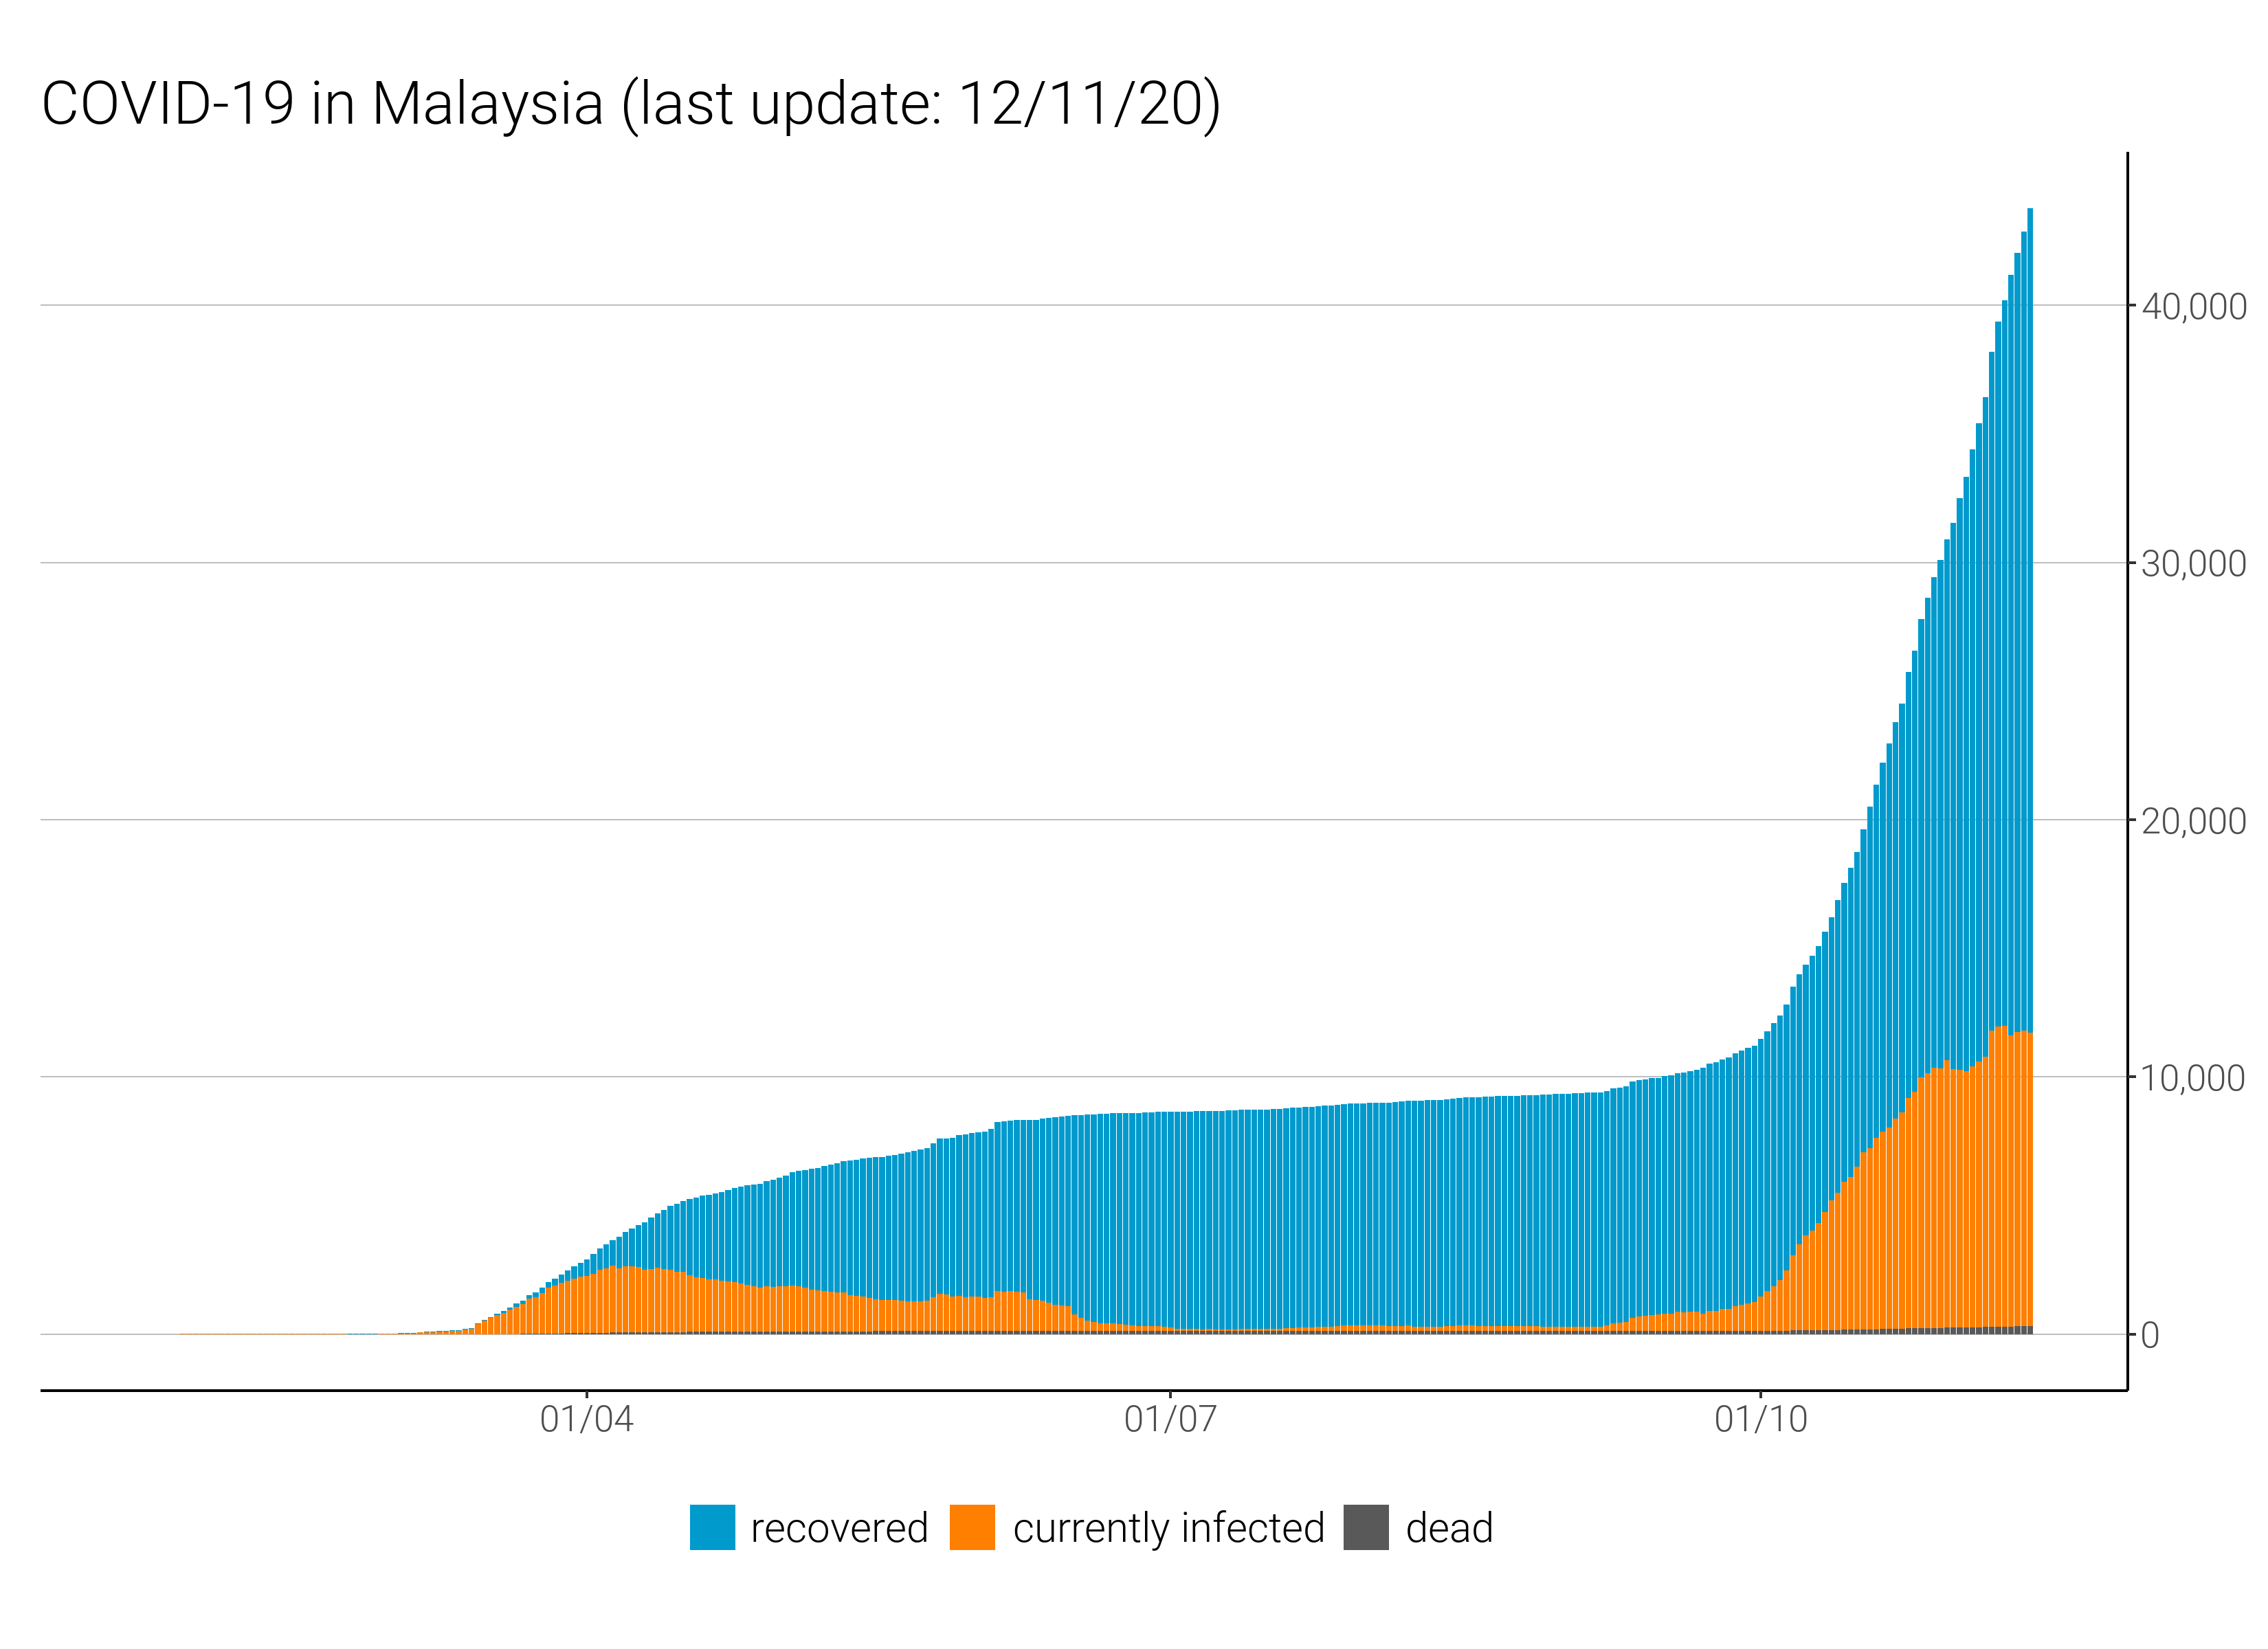 COVID-19 in Malaysia (last update: 12/11/20)
40,000
30,000
20,000
10,000
0
01/04 01/07 01/10
recovered currently infected dead